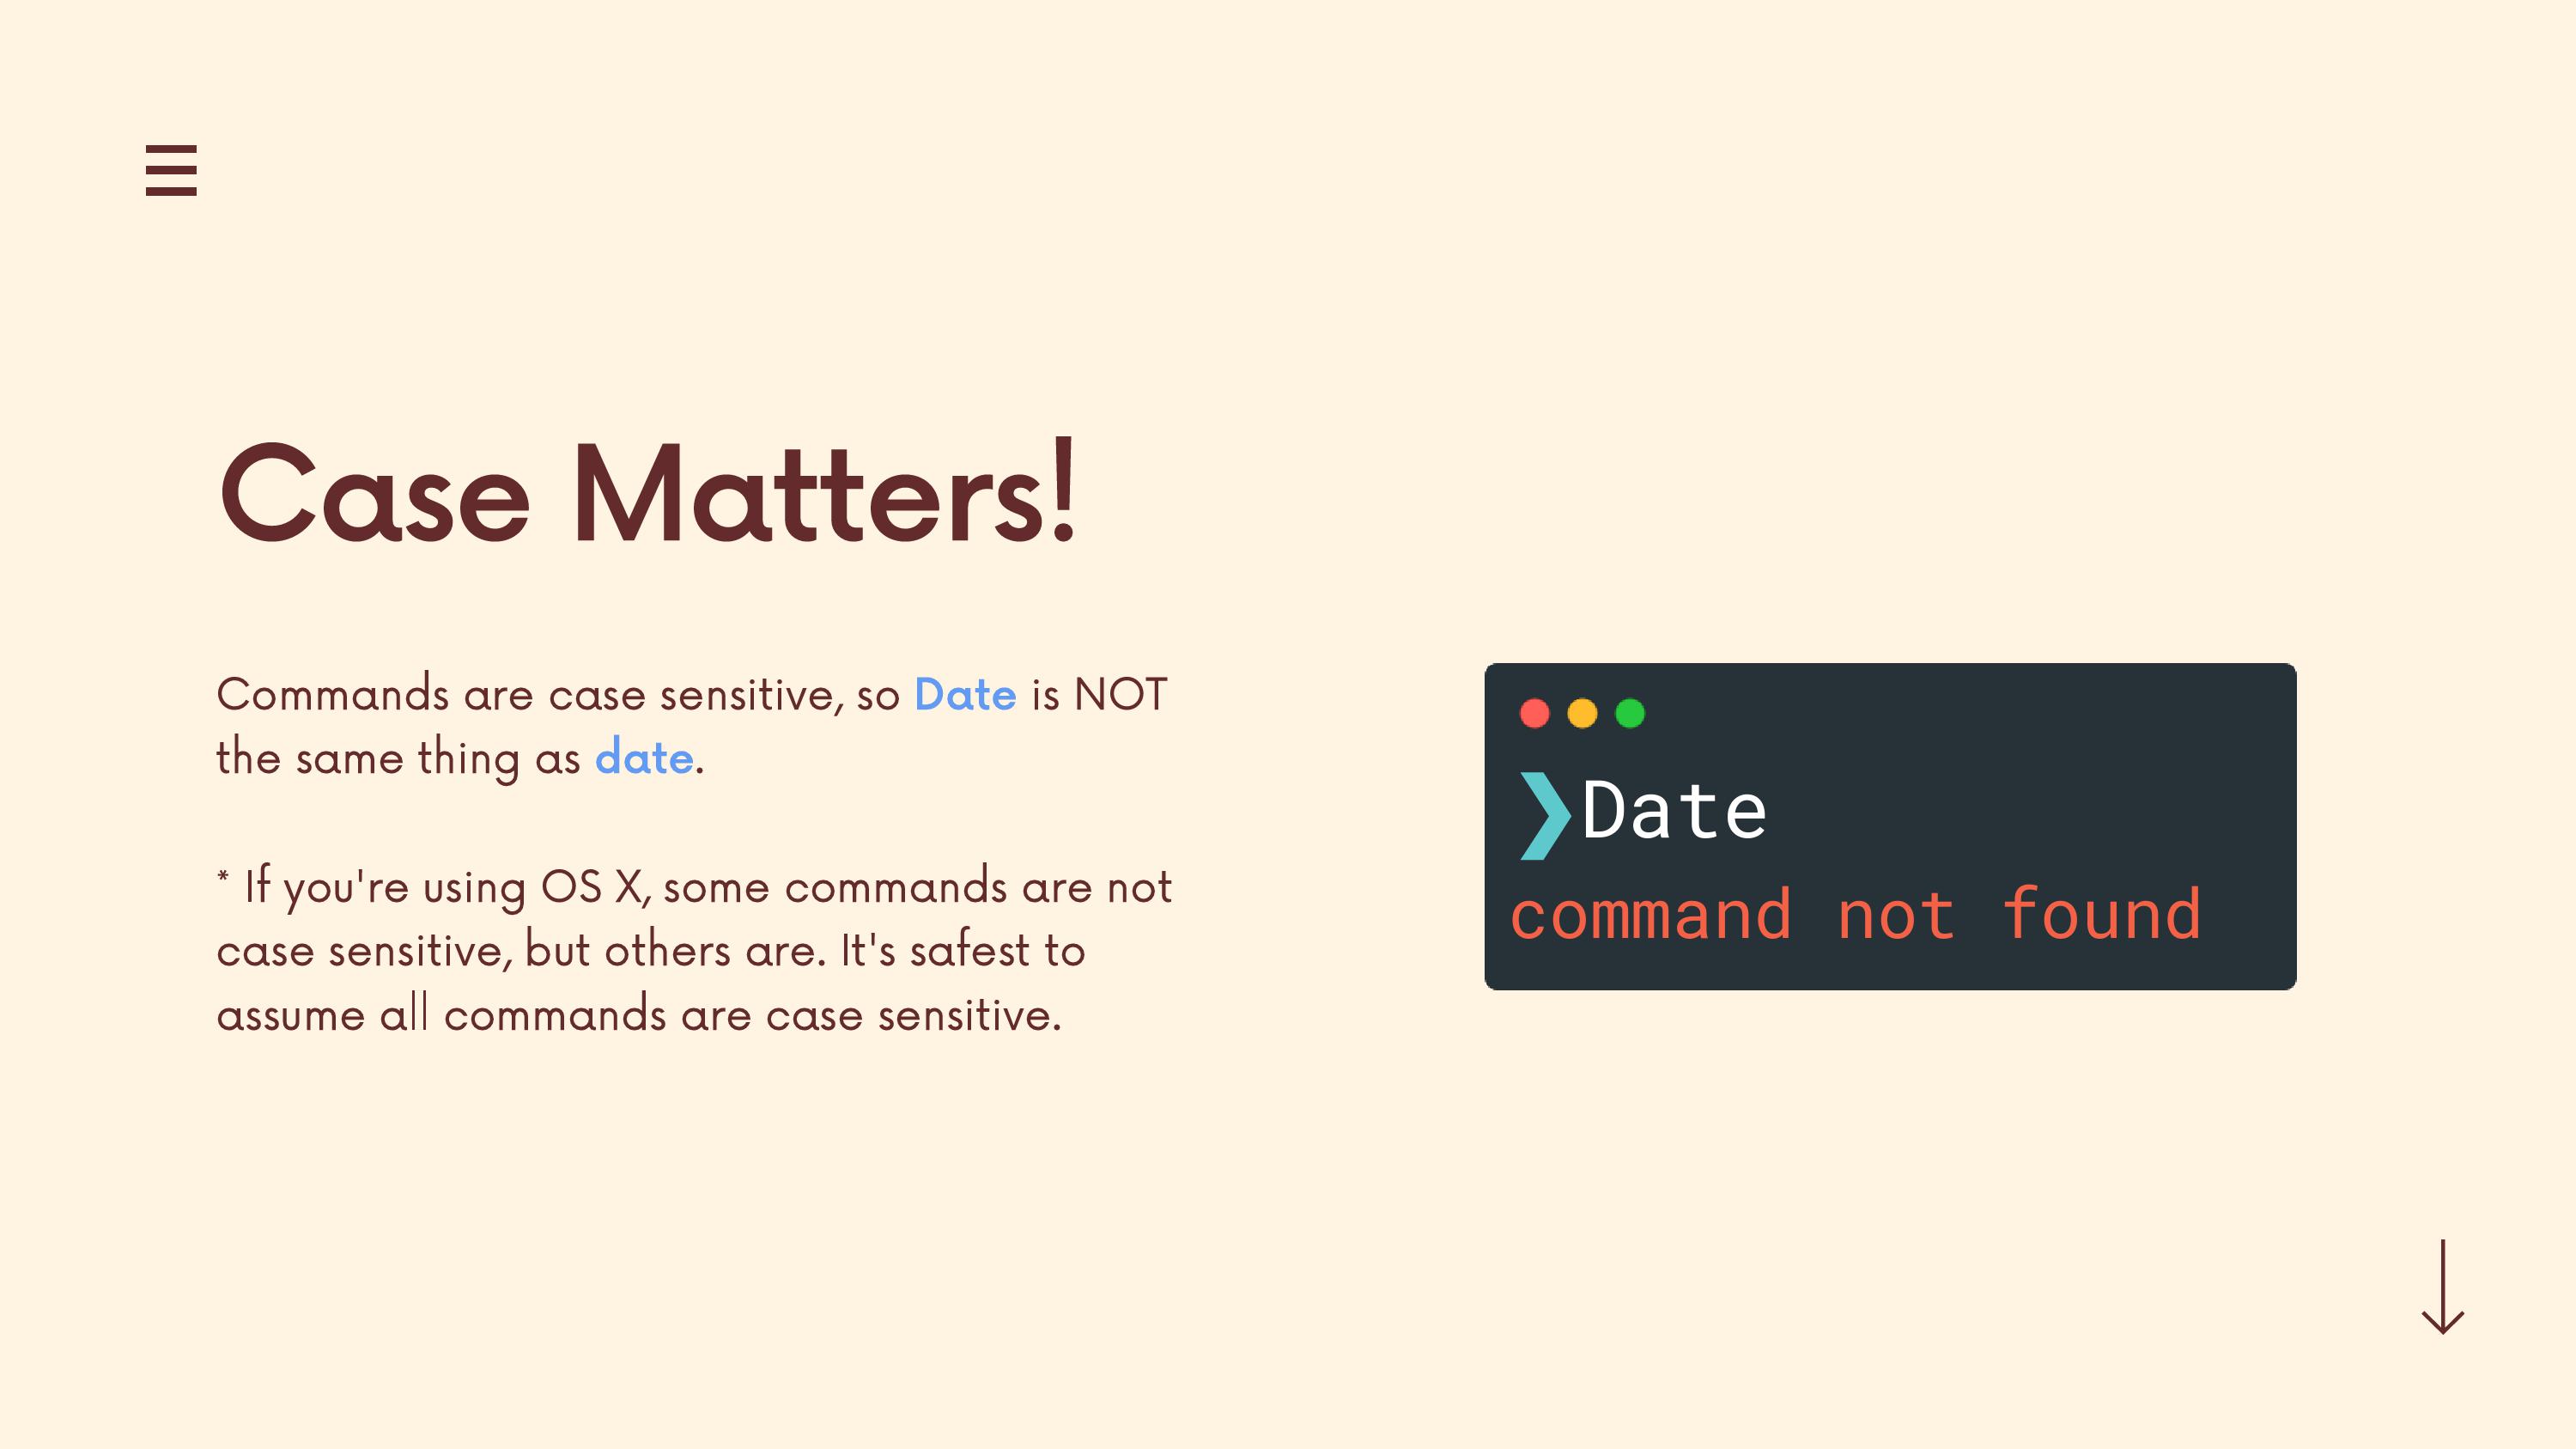 Case Matters!
Commands are case sensitive, so Date is NOT
the same thing as date.
* If you're using OS X, some commands are not
case sensitive, but others are. It's safest to
assume all commands are case sensitive.
❯Date
command not found